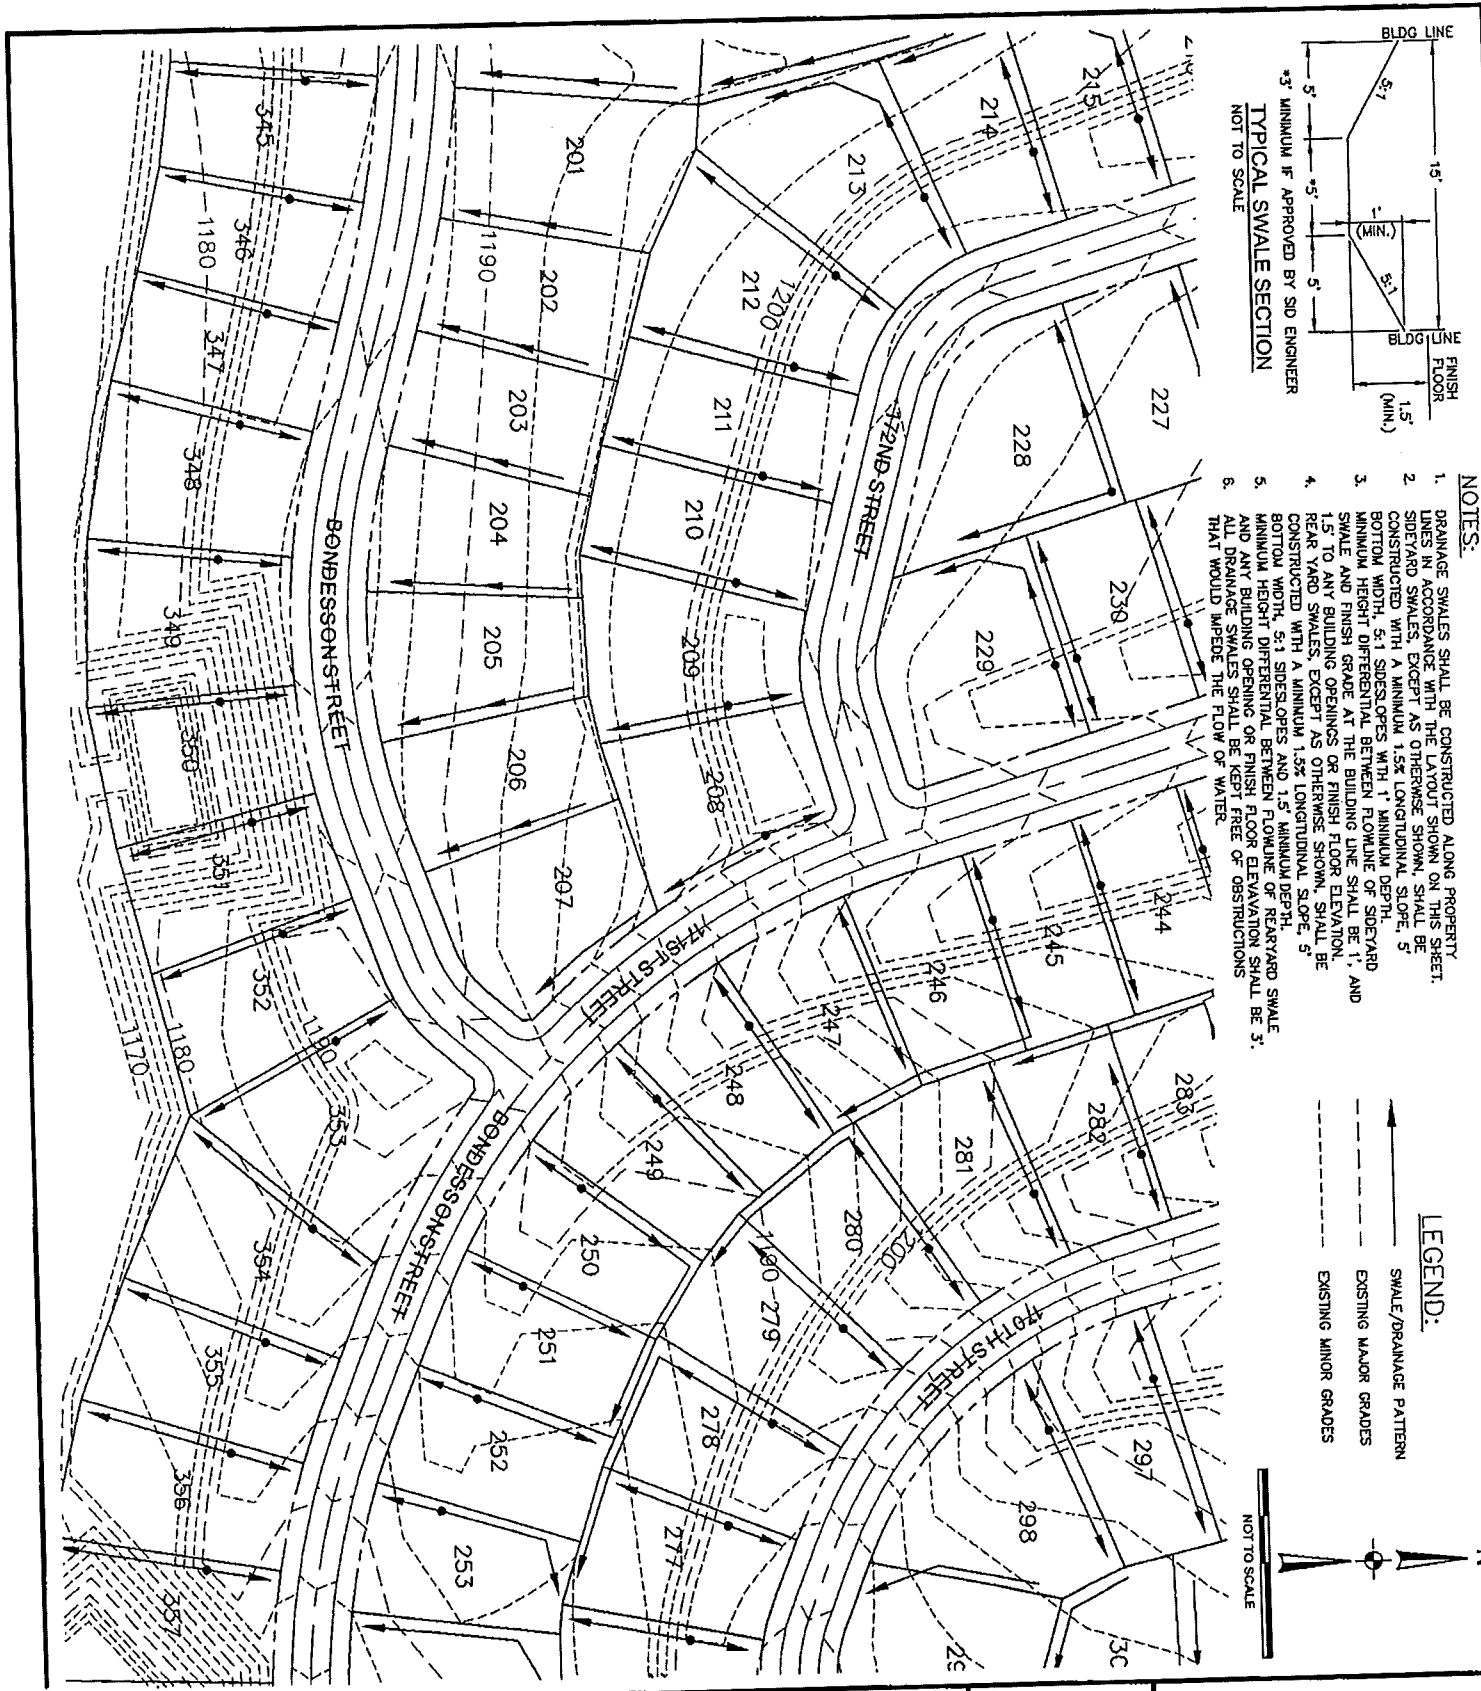 BLDG LINE
15'
5:1
5'
*5'
5'
1'
(MIN.)
5:1
BLDG LINE
FINISH
FLOOR
1.5'
(MIN.)
*3' MINIMUM IF APPROVED BY SID ENGINEER
TYPICAL SWALE SECTION
NOT TO SCALE
NOTES:
1. DRAINAGE SWALES SHALL BE CONSTRUCTED ALONG PROPERTY
LINES IN ACCORDANCE WITH THE LAYOUT SHOWN ON THIS SHEET.
2. SIDEYARD SWALES, EXCEPT AS OTHERWISE SHOWN, SHALL BE
CONSTRUCTED WITH A MINIMUM 1.5% LONGITUDINAL SLOPE, 5'
BOTTOM WIDTH, 5:1 SIDESLOPES WITH 1' MINIMUM DEPTH.
3. MINIMUM HEIGHT DIFFERENTIAL BETWEEN FLOWLINE OF SIDEYARD
SWALE AND FINISH GRADE AT THE BUILDING LINE SHALL BE 1', AND
1.5' TO ANY BUILDING OPENINGS OR FINISH FLOOR ELEVATION.
4. REAR YARD SWALES, EXCEPT AS OTHERWISE SHOWN, SHALL BE
CONSTRUCTED WITH A MINIMUM 1.5% LONGITUDINAL SLOPE, 5'
BOTTOM WIDTH, 5:1 SIDESLOPES AND 1.5' MINIMUM DEPTH.
5. MINIMUM HEIGHT DIFFERENTIAL BETWEEN FLOWLINE OF REARYARD SWALE
AND ANY BUILDING OPENING OR FINISH FLOOR ELEVAVATION SHALL BE 3'.
6. ALL DRAINAGE SWALES SHALL BE KEPT FREE OF OBSTRUCTIONS
THAT WOULD IMPEDE THE FLOW OF WATER.
LEGEND:
SWALE/DRAINAGE PATTERN
EXISTING MAJOR GRADES
EXISTING MINOR GRADES
NOT TO SCALE
215
214
213
212
1200
211
210
209
208
227
228
229
230
172ND STREET
201
202
1190
203
204
205
206
207
345
346
1180
347
348
349
350
351
352
353
354
355
356
357
1190
1180
1170
BONDESSON STREET
171ST STREET
BONDESSON STREET
244
245
246
247
248
249
250
251
252
253
283
282
281
280
279
278
277
1190
1200
170TH STREET
297
298